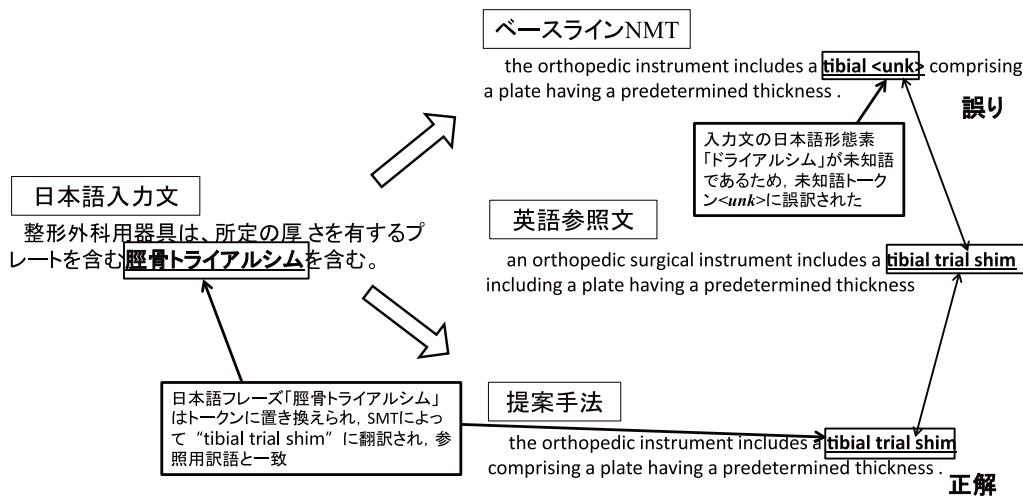 ベースラインNMT
the orthopedic instrument includes a tibial <unk> comprising
a plate having a predetermined thickness .
誤り
入力文の日本語形態素
「ドライアルシム」が未知語
であるため，未知語トーク
ン<unk>に誤訳された
日本語入力文
整形外科用器具は、所定の厚さを有するプ
レートを含む脛骨トライアルシムを含む。
英語参照文
an orthopedic surgical instrument includes a tibial trial shim
including a plate having a predetermined thickness
日本語フレーズ「脛骨トライアルシム」
はトークンに置き換えられ，SMTによっ
て “tibial trial shim” に翻訳され，参
照用訳語と一致
提案手法
the orthopedic instrument includes a tibial trial shim
comprising a plate having a predetermined thickness .
正解